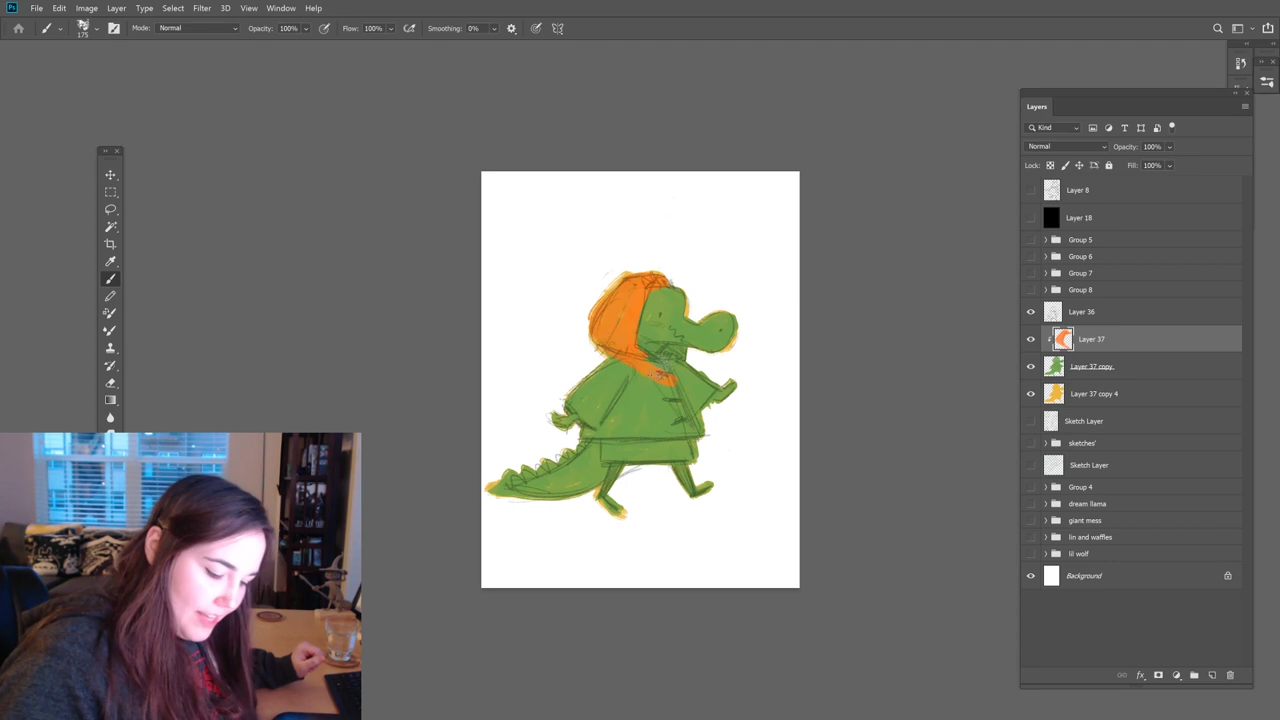 Ps File Edit Image Layer Type Select Filter 3D View Window Help
175 Mode: Normal Opacity: 100% Flow: 100% Smoothing: 0%
Layers
Kind
Normal Opacity: 100%
Lock: Fill: 100%
Layer 8
Layer 18
Group 5
Group 6
Group 7
Group 8
Layer 36
Layer 37
Layer 37 copy
Layer 37 copy 4
Sketch Layer
sketches'
Sketch Layer
Group 4
dream llama
giant mess
lin and waffles
lil wolf
Background
fx